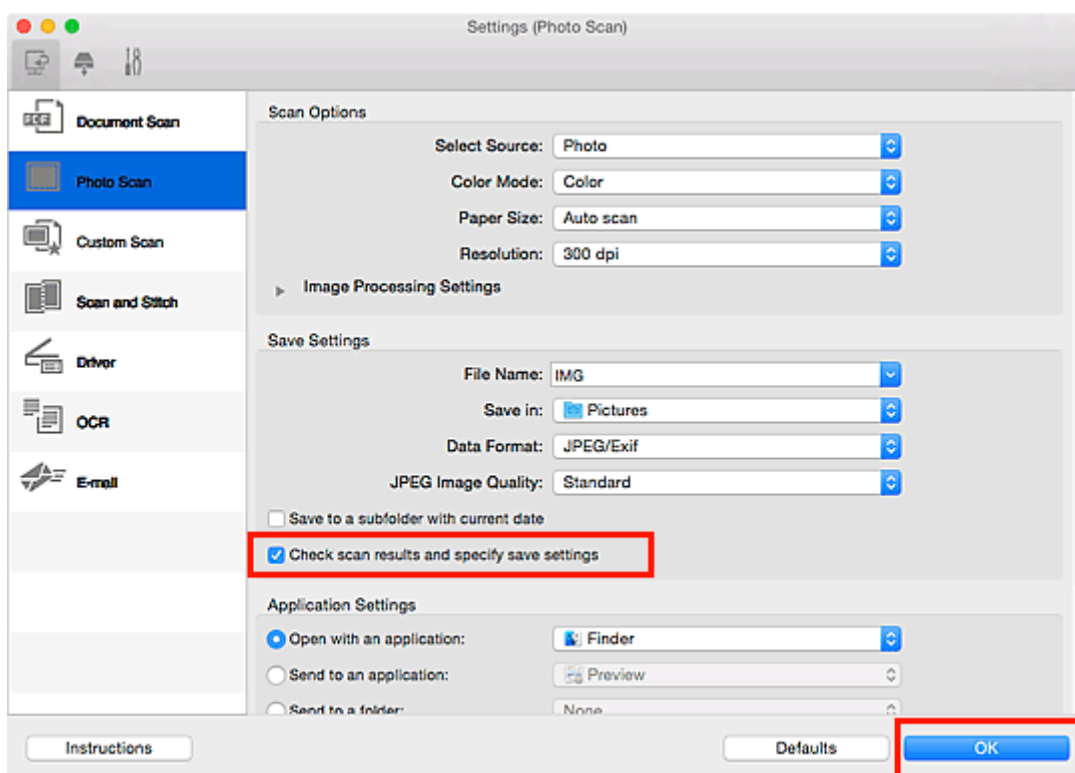 Settings (Photo Scan)
Document Scan
Photo Scan
Custom Scan
Scan and Stitch
Driver
OCR
E-mail
Scan Options
Select Source: Photo
Color Mode: Color
Paper Size: Auto scan
Resolution: 300 dpi
Image Processing Settings
Save Settings
File Name: IMG
Save in: Pictures
Data Format: JPEG/Exif
JPEG Image Quality: Standard
Save to a subfolder with current date
Check scan results and specify save settings
Application Settings
Open with an application: Finder
Send to an application: Preview
Send to a folder: None
Instructions
Defaults
OK